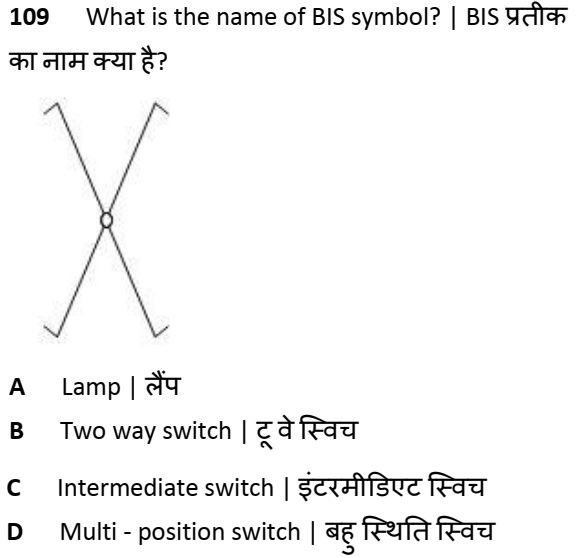 109 What is the name of BIS symbol? | BIS प्रतीक
का नाम क्या है?
A Lamp | लैंप
B Two way switch | टू वे स्विच
C Intermediate switch | इंटरमीडिएट स्विच
D Multi - position switch | बहु स्थिति स्विच